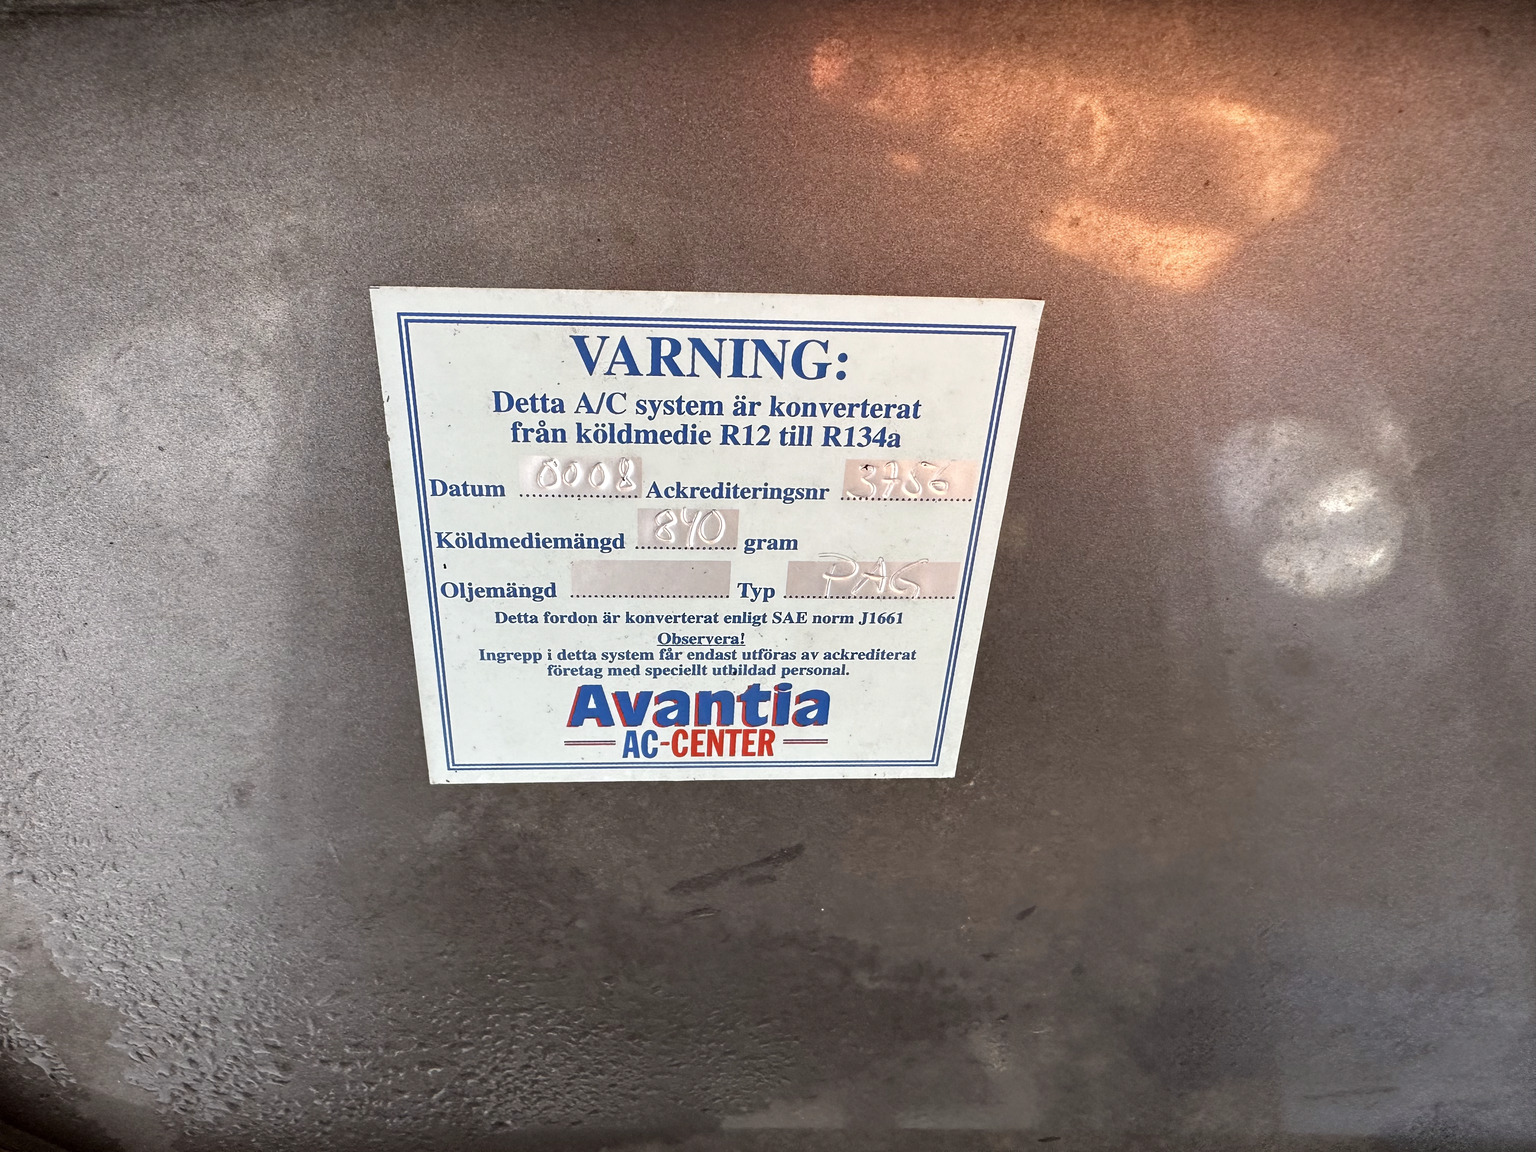 VARNING:
Detta A/C system är konverterat
från köldmedie R12 till R134a
Datum 0008 Ackrediteringsnr
Köldmediemängd 840 gram
Oljemängd Typ PAG
Detta fordon är konverterat enligt SAE norm J1661
Observera!
Ingrepp i detta system får endast utföras av ackrediterat
företag med speciellt utbildad personal.
Avantia
AC-CENTER